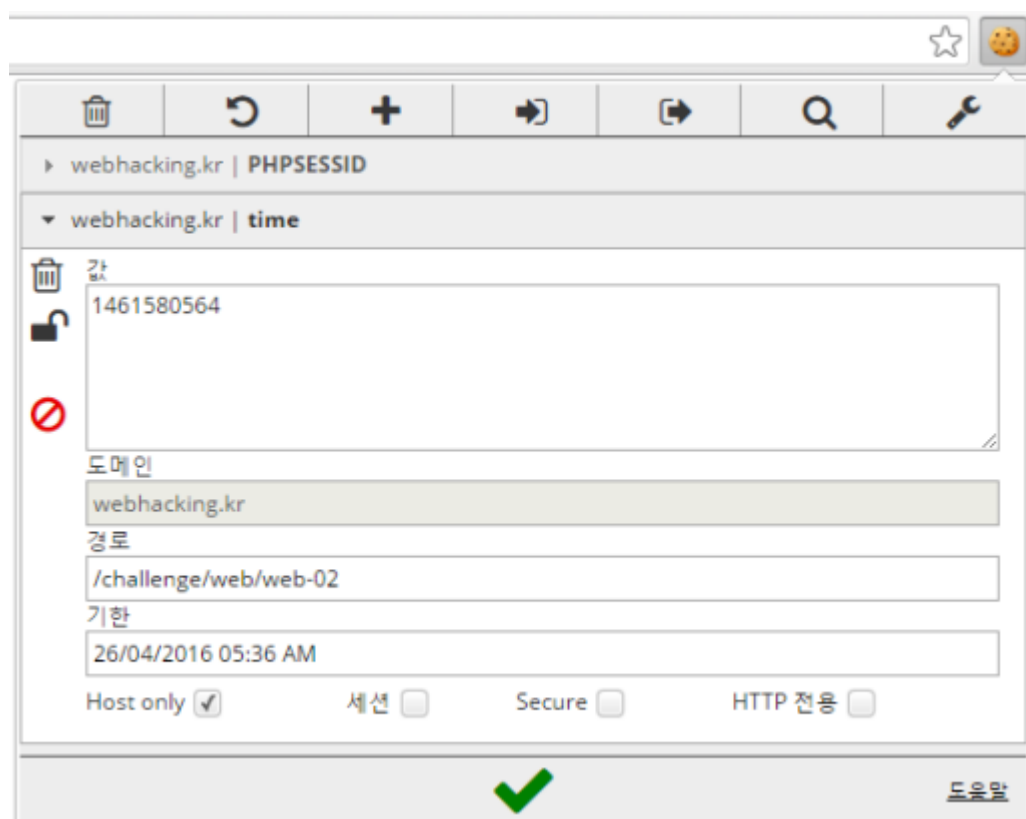 webhacking.kr | PHPSESSID
webhacking.kr | time
값
1461580564
도메인
webhacking.kr
경로
/challenge/web/web-02
기한
26/04/2016 05:36 AM
Host only 세션 Secure HTTP 전용
도움말